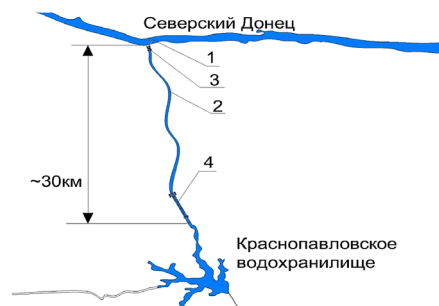 Северский Донец
1
3
2
4
~30км
Краснопавловское
водохранилище